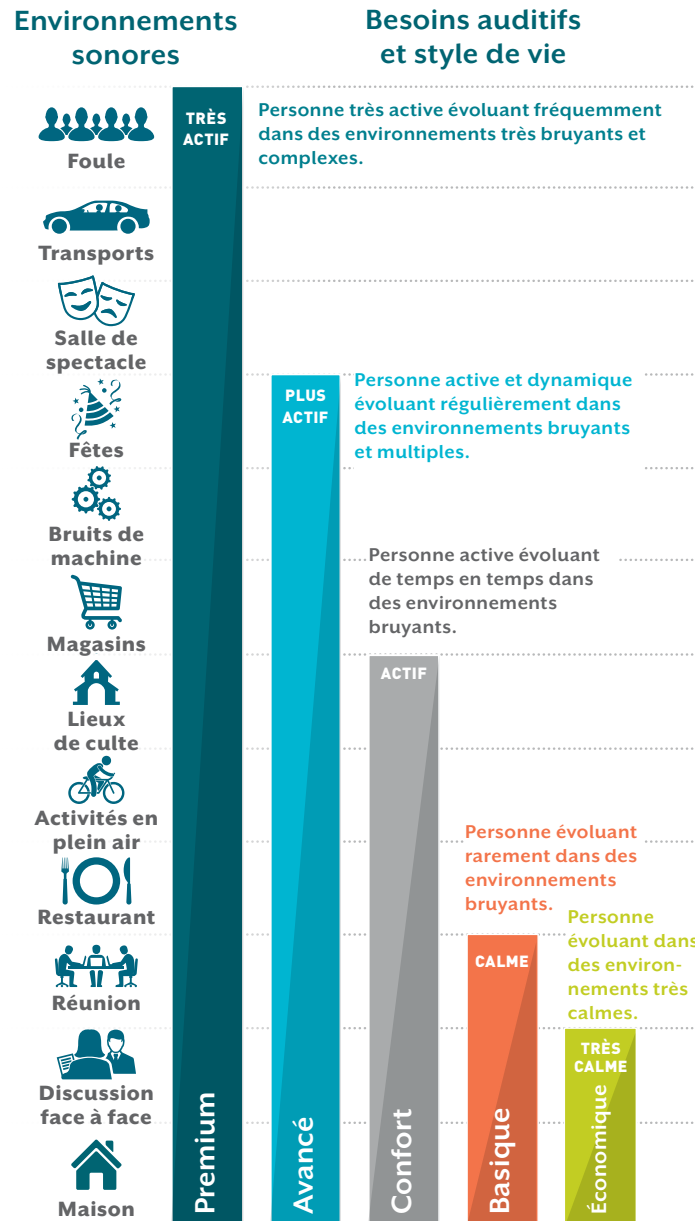 Environnements
sonores
Besoins auditifs
et style de vie
Foule
TRÈS
ACTIF
Personne très active évoluant fréquemment
dans des environnements très bruyants et
complexes.
Transports
Salle de
spectacle
Fêtes
PLUS
ACTIF
Personne active et dynamique
évoluant régulièrement dans
des environnements bruyants
et multiples.
Bruits de
machine
Magasins
Personne active évoluant
de temps en temps dans
des environnements
bruyants.
Lieux
de culte
ACTIF
Activités en
plein air
Restaurant
Personne évoluant
rarement dans des
environnements
bruyants.
Réunion
CALME
Personne
évoluant dans
des environ-
nements très
calmes.
Discussion
face à face
TRÈS
CALME
Maison
Premium
Avancé
Confort
Basique
Économique